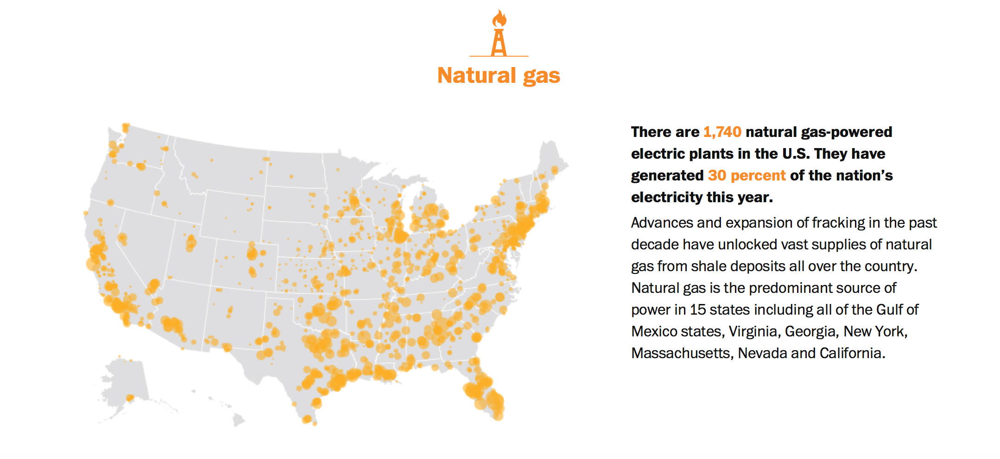 Natural gas
There are 1,740 natural gas-powered
electric plants in the U.S. They have
generated 30 percent of the nation’s
electricity this year.
Advances and expansion of fracking in the past
decade have unlocked vast supplies of natural
gas from shale deposits all over the country.
Natural gas is the predominant source of
power in 15 states including all of the Gulf of
Mexico states, Virginia, Georgia, New York,
Massachusetts, Nevada and California.